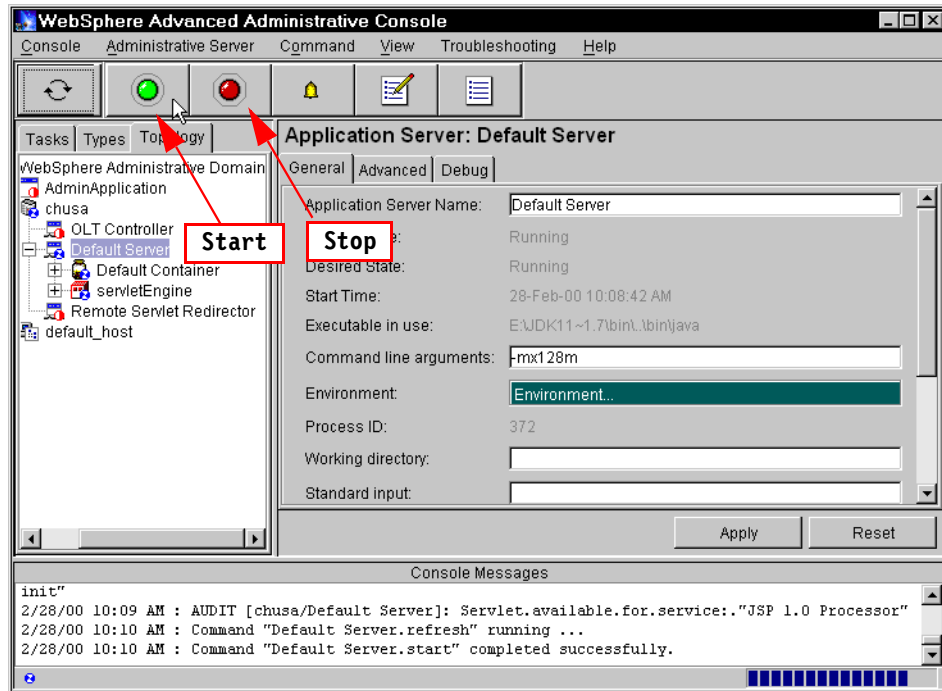 WebSphere Advanced Administrative Console
Console Administrative Server Command View Troubleshooting Help
Tasks Types Topology
WebSphere Administrative Domain
AdminApplication
chusa
OLT Controller
Default Server
Default Container
servletEngine
Remote Servlet Redirector
default_host
Start
Stop
Application Server: Default Server
General Advanced Debug
Application Server Name: Default Server
Running
Desired State: Running
Start Time: 28-Feb-00 10:08:42 AM
Executable in use: E:\JDK11~1.7\bin\..\bin\java
Command line arguments: -mx128m
Environment: Environment...
Process ID: 372
Working directory:
Standard input:
Apply Reset
Console Messages
init"
2/28/00 10:09 AM : AUDIT [chusa/Default Server]: Servlet.available.for.service:."JSP 1.0 Processor"
2/28/00 10:10 AM : Command "Default Server.refresh" running ...
2/28/00 10:10 AM : Command "Default Server.start" completed successfully.